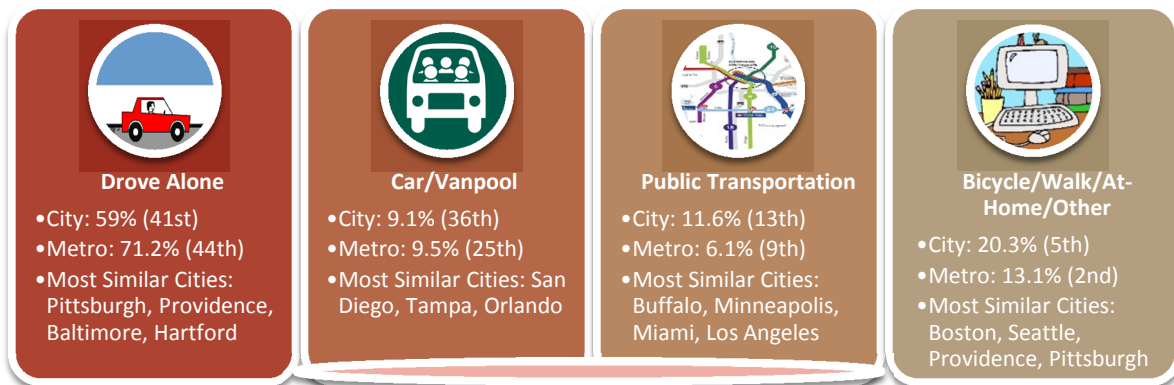 Drove Alone
•City: 59% (41st)
•Metro: 71.2% (44th)
•Most Similar Cities:
Pittsburgh, Providence,
Baltimore, Hartford
Car/Vanpool
•City: 9.1% (36th)
•Metro: 9.5% (25th)
•Most Similar Cities: San
Diego, Tampa, Orlando
Public Transportation
•City: 11.6% (13th)
•Metro: 6.1% (9th)
•Most Similar Cities:
Buffalo, Minneapolis,
Miami, Los Angeles
Bicycle/Walk/At-
Home/Other
•City: 20.3% (5th)
•Metro: 13.1% (2nd)
•Most Similar Cities:
Boston, Seattle,
Providence, Pittsburgh